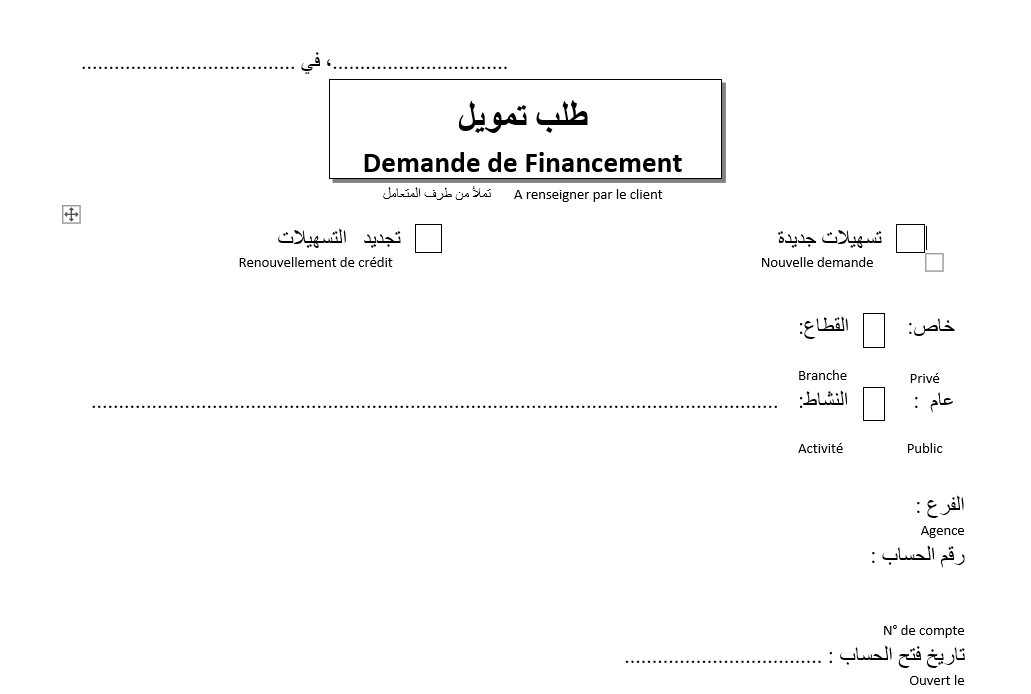 ..............................، في ......................................
طلب تمويل
Demande de Financement
تملأ من طرف المتعامل A renseigner par le client
تسهيلات جديدة تجديد التسهيلات
Nouvelle demande Renouvellement de crédit
خاص: القطاع:
Privé Branche
عام : النشاط: ..............................................................................................................................
Public Activité
الفرع :
Agence
رقم الحساب :
N° de compte
تاريخ فتح الحساب : ....................................
Ouvert le